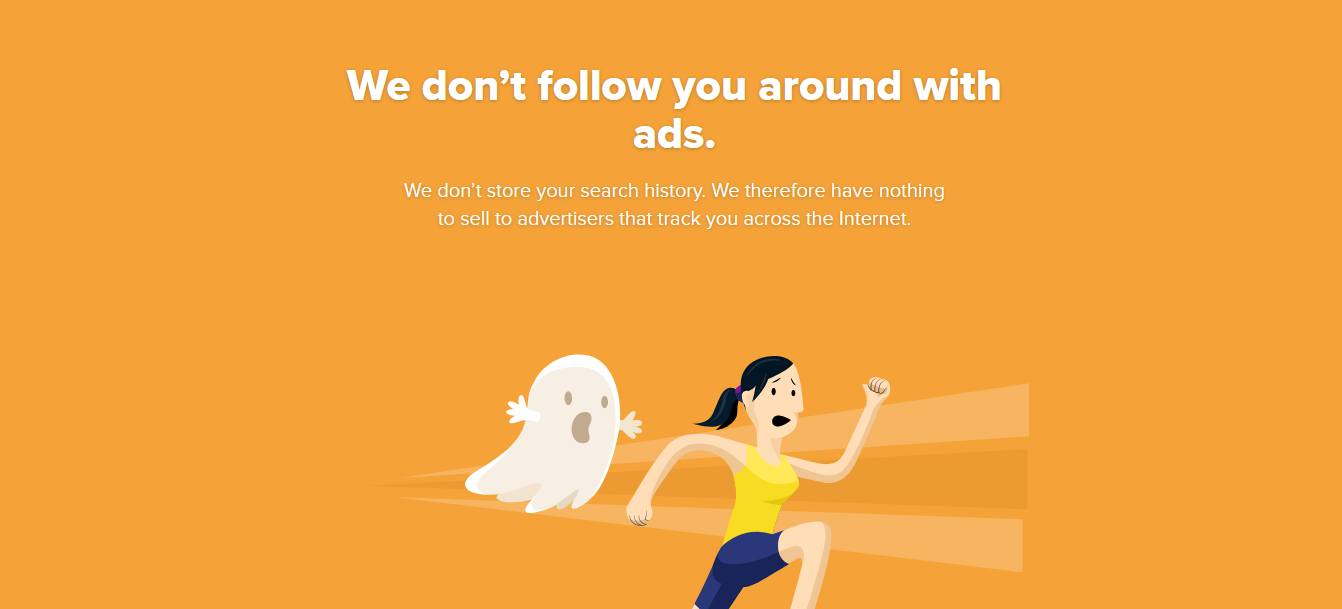 We don’t follow you around with
ads.
We don’t store your search history. We therefore have nothing
to sell to advertisers that track you across the Internet.